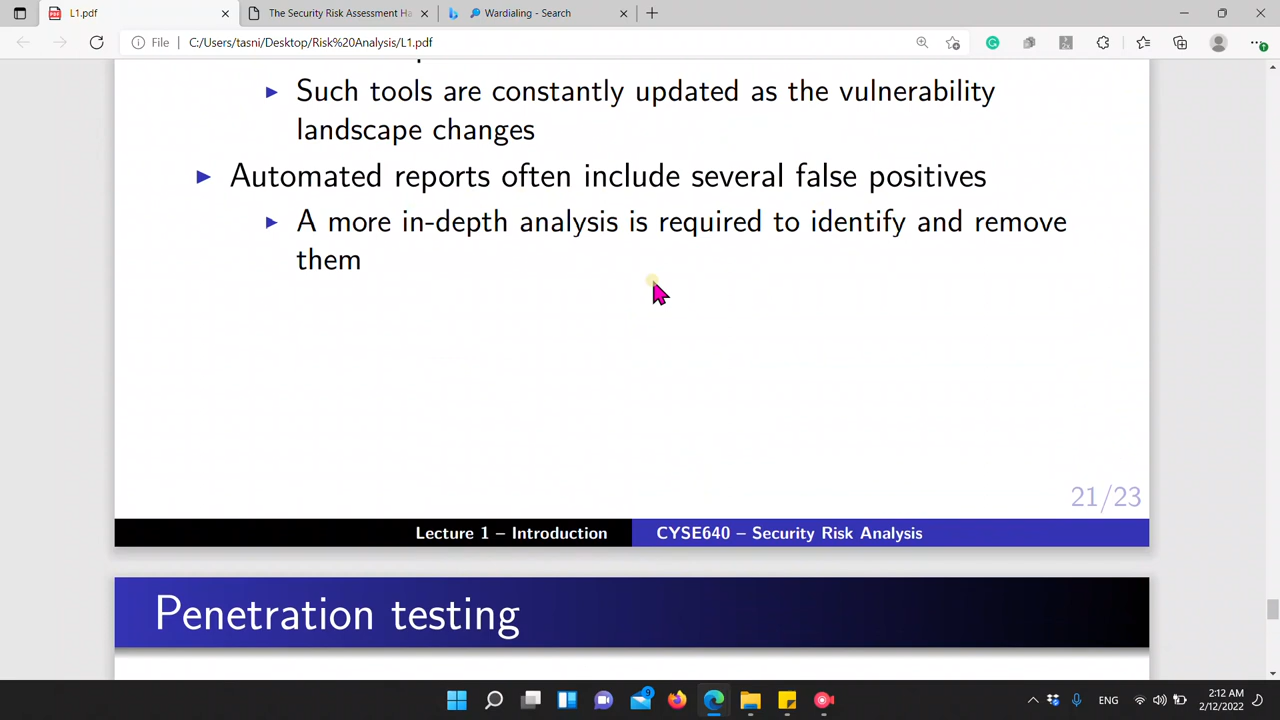 L1.pdf
The Security Risk Assessment Ha
Wardialing - Search
File
C:/Users/tasni/Desktop/Risk%20Analysis/L1.pdf
Such tools are constantly updated as the vulnerability
landscape changes
Automated reports often include several false positives
A more in-depth analysis is required to identify and remove
them
21/23
Lecture 1 – Introduction
CYSE640 – Security Risk Analysis
Penetration testing
9
ENG
2:12 AM
2/12/2022